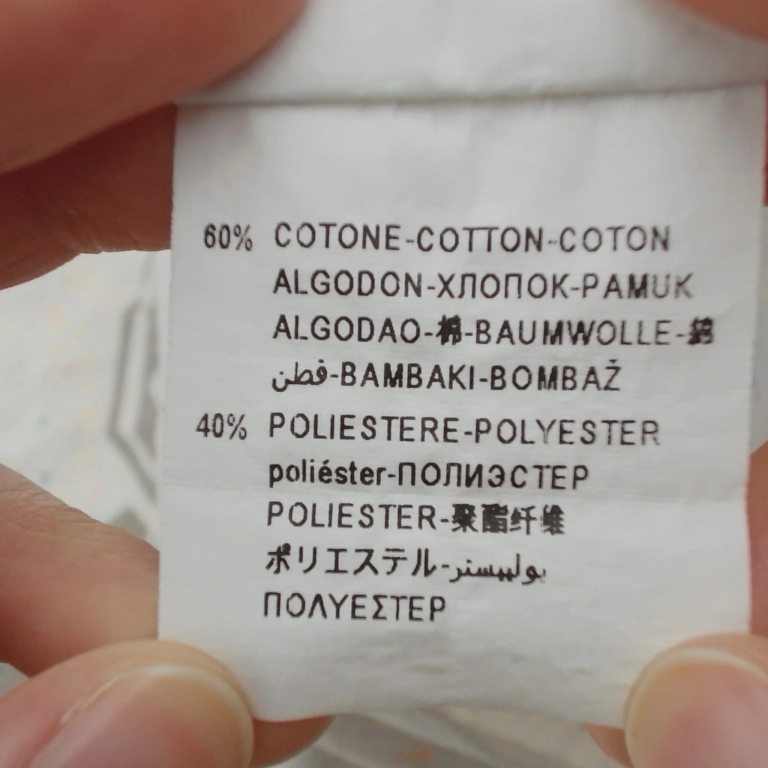 60% COTONE-COTTON-COTON
ALGODON-ХЛОПОК-PAMUK
ALGODAO-棉-BAUMWOLLE-綿
قطن-BAMBAKI-BOMBAŽ
40% POLIESTERE-POLYESTER
poliéster-ПОЛИЭСТЕР
POLIESTER-聚酯纤维
ポリエステル-بولييستر
ΠΟΛΥΕΣΤΕΡ